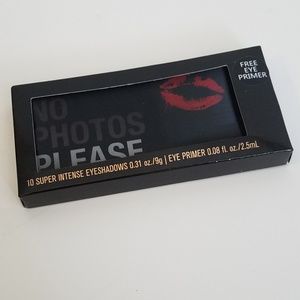 NO
PHOTOS
PLEASE
FREE
EYE
PRIMER
10 SUPER INTENSE EYESHADOWS 0.31 oz./9g | EYE PRIMER 0.08 fl. oz./2.5mL